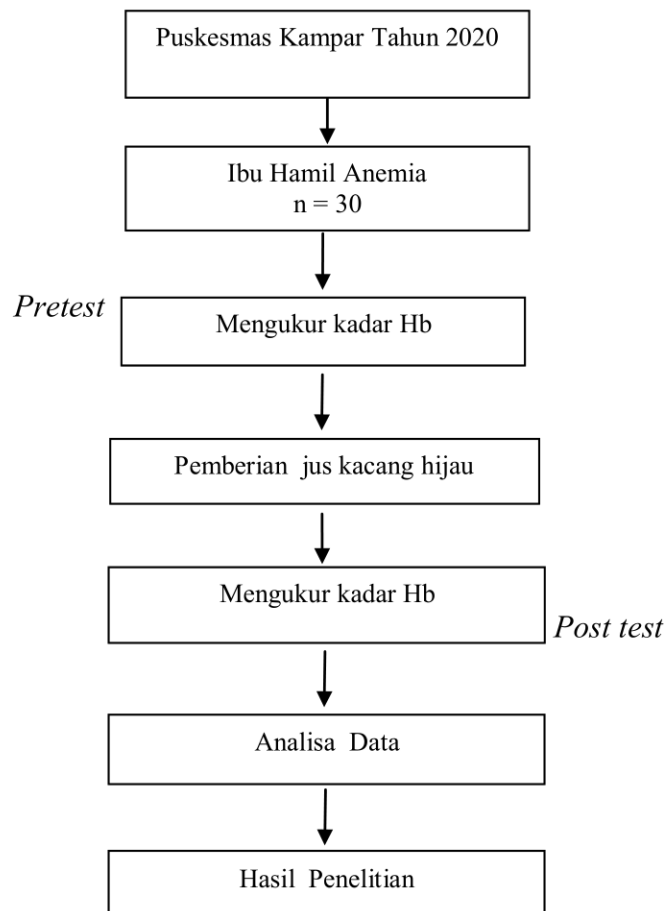 Puskesmas Kampar Tahun 2020
Ibu Hamil Anemia
n = 30
Pretest
Mengukur kadar Hb
Pemberian jus kacang hijau
Mengukur kadar Hb
Post test
Analisa Data
Hasil Penelitian